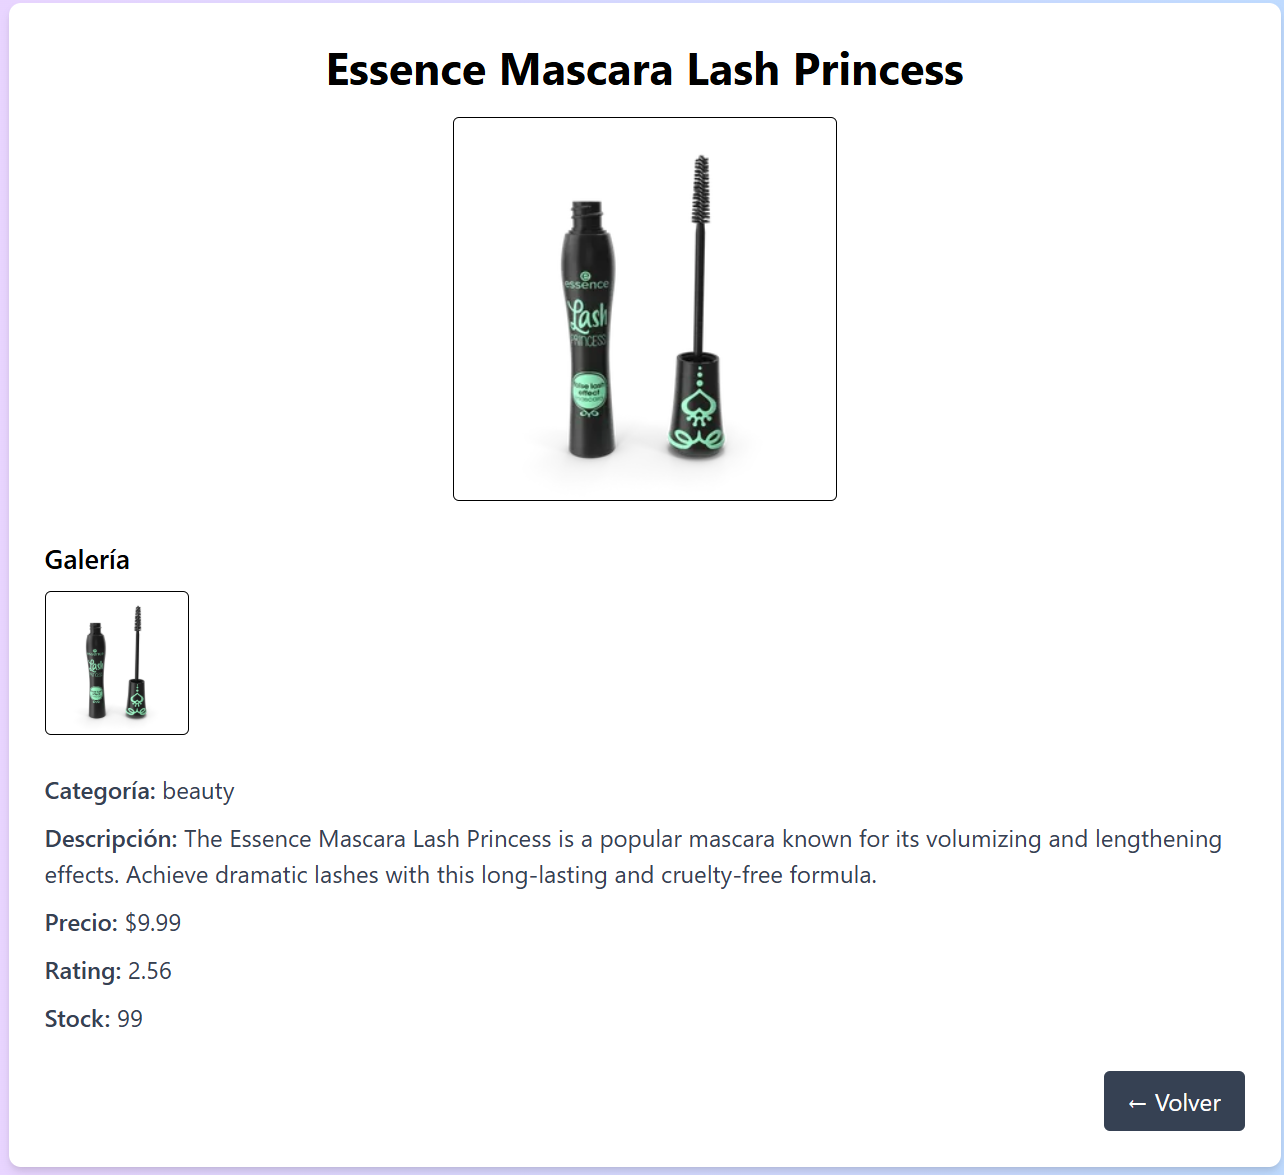 Essence Mascara Lash Princess
essence
Lash
PRINCESS
false lash
effect
Galería
Categoría: beauty
Descripción: The Essence Mascara Lash Princess is a popular mascara known for its volumizing and lengthening
effects. Achieve dramatic lashes with this long-lasting and cruelty-free formula.
Precio: $9.99
Rating: 2.56
Stock: 99
← Volver